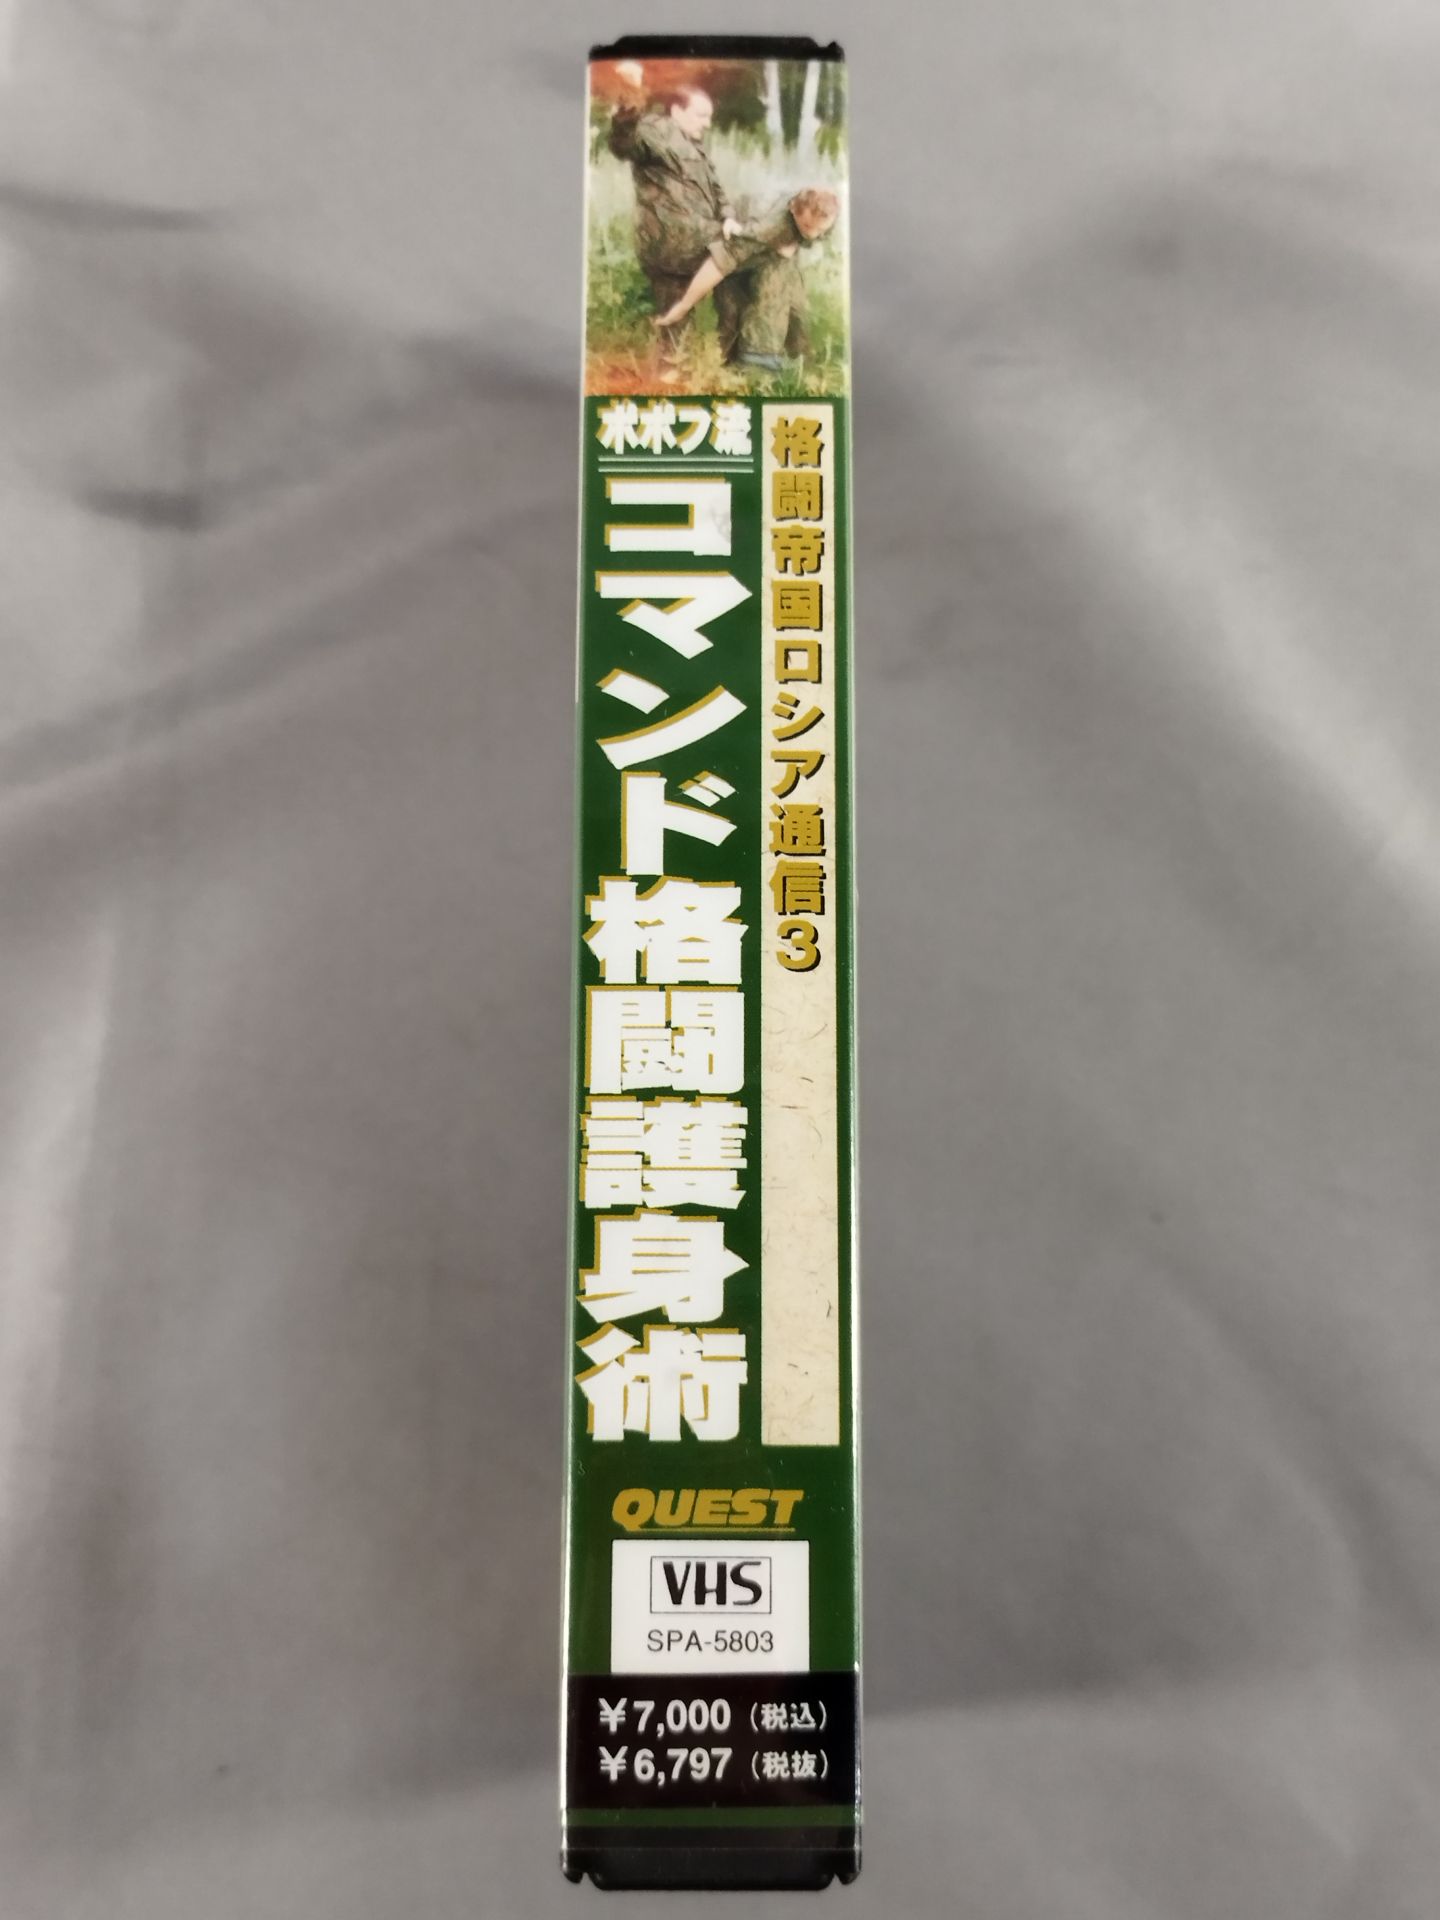 格闘帝国ロシア通信3
ポポフ流
コマンド格闘護身術
QUEST
VHS
SPA-5803
¥7,000（税込）
¥6,797（税抜）